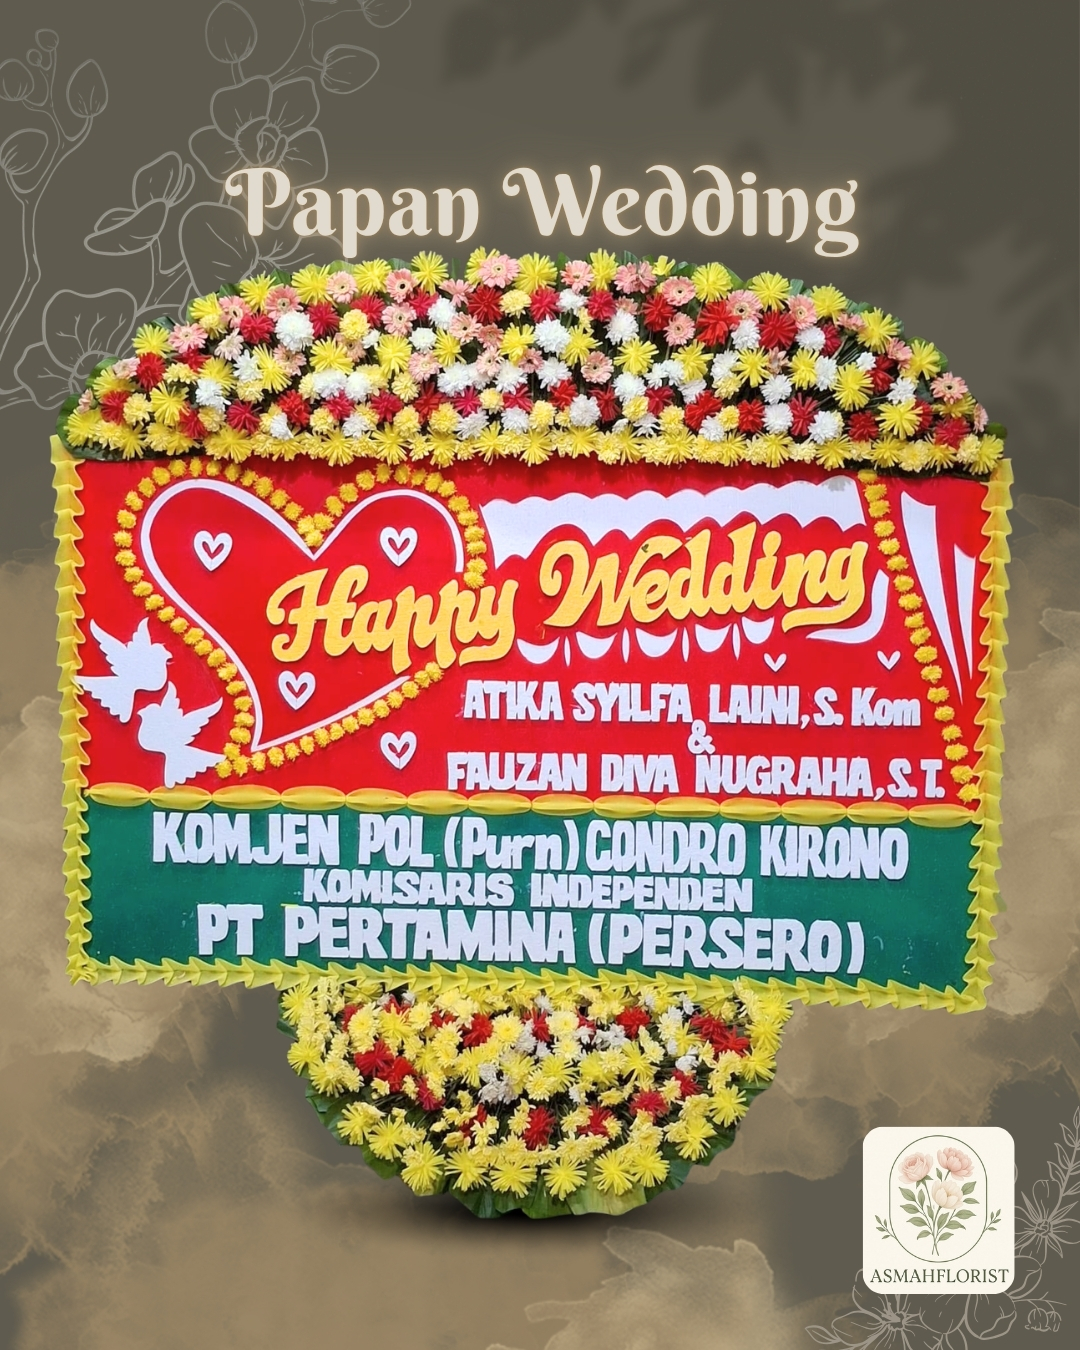 Papan Wedding
Happy Wedding
ATIKA SYILFA LAINI, S. Kom
&
FAUZAN DIVA NUGRAHA, S.T.
KOMJEN POL (Purn) CONDRO KIRONO
KOMISARIS INDEPENDEN
PT PERTAMINA (PERSERO)
ASMAHFLORIST